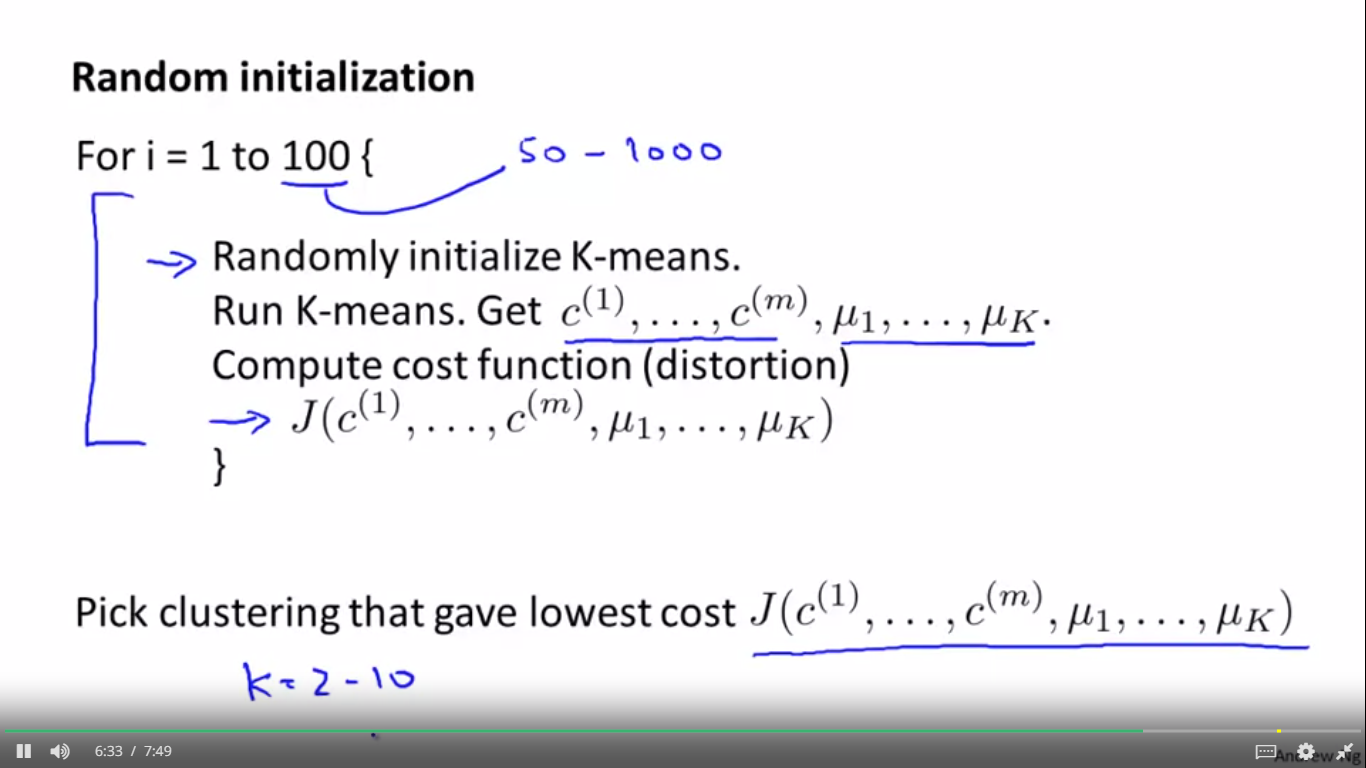 Random initialization
For i = 1 to 100 { 50 - 1000
Randomly initialize K-means.
Run K-means. Get c^(1), . . . , c^(m), μ_1, . . . , μ_K.
Compute cost function (distortion)
J(c^(1), . . . , c^(m), μ_1, . . . , μ_K)
}
Pick clustering that gave lowest cost J(c^(1), . . . , c^(m), μ_1, . . . , μ_K)
k = 2 - 10
6:33 / 7:49
Andrew Ng